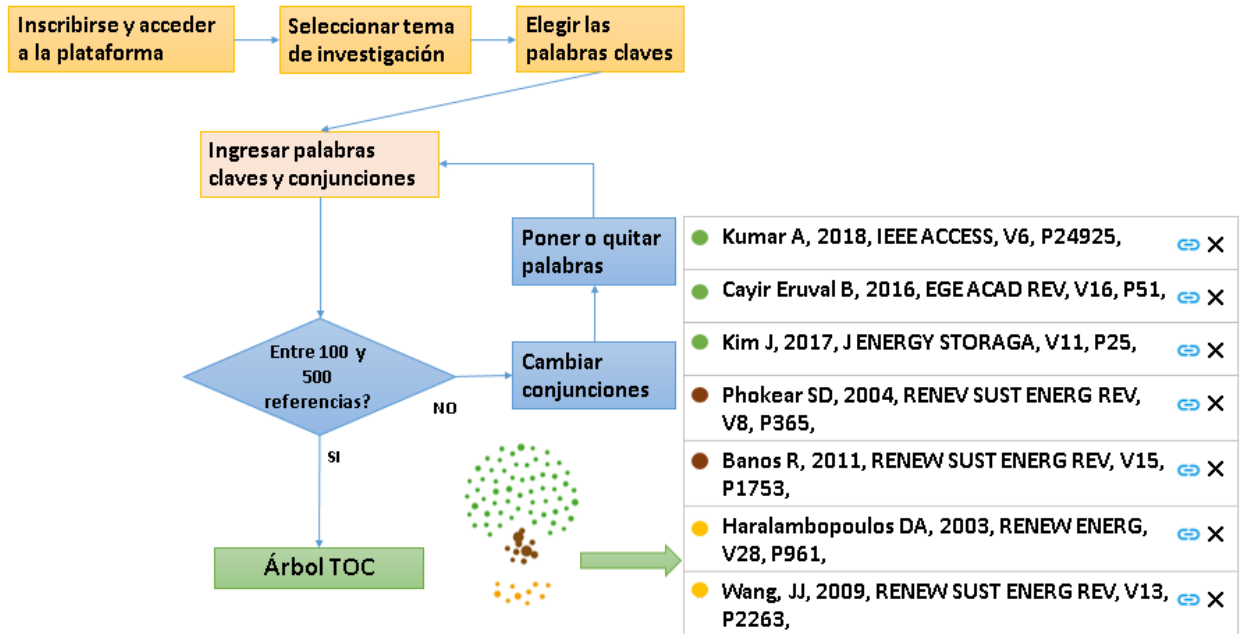 Inscribirse y acceder
a la plataforma
Seleccionar tema
de investigación
Elegir las
palabras claves
Ingresar palabras
claves y conjunciones
Poner o quitar
palabras
Entre 100 y
500
referencias?
NO
Cambiar
conjunciones
SI
Árbol TOC
Kumar A, 2018, IEEE ACCESS, V6, P24925,
Cayir Eruval B, 2016, EGE ACAD REV, V16, P51,
Kim J, 2017, J ENERGY STORAGA, V11, P25,
Phokear SD, 2004, RENEV SUST ENERG REV,
V8, P365,
Banos R, 2011, RENEW SUST ENERG REV, V15,
P1753,
Haralambopoulos DA, 2003, RENEW ENERG,
V28, P961,
Wang, JJ, 2009, RENEW SUST ENERG REV, V13,
P2263,